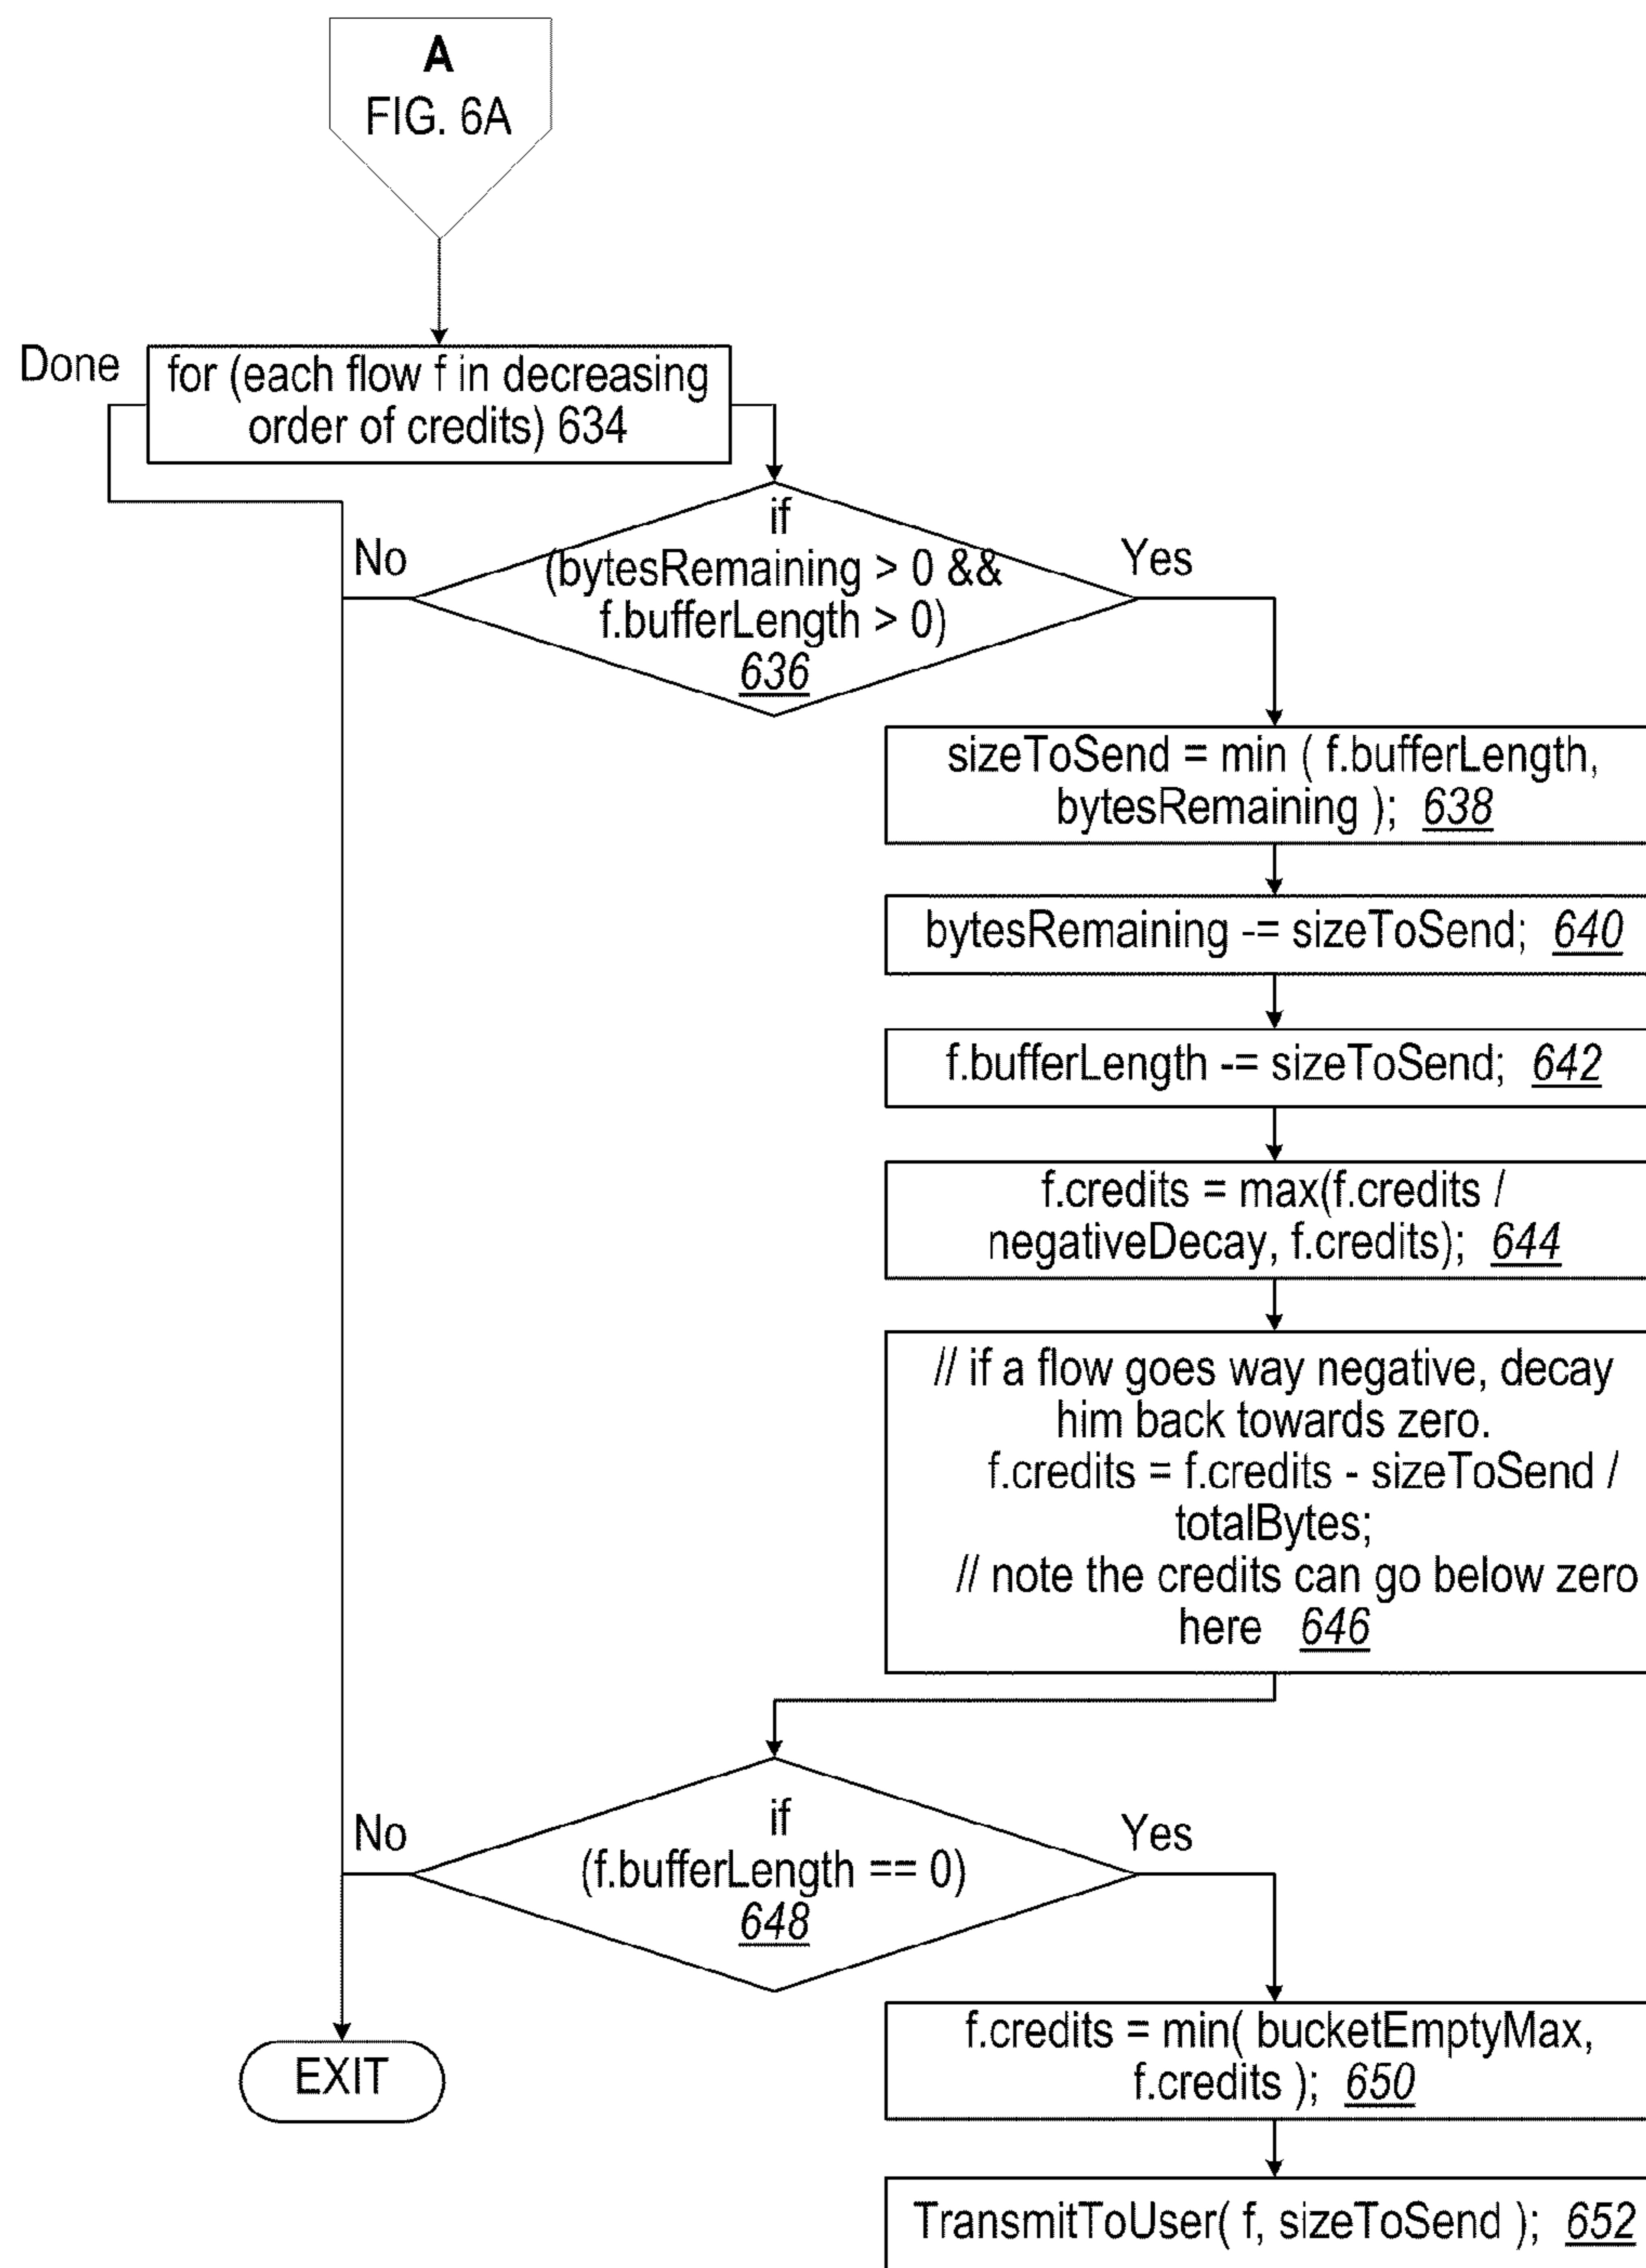 A
FIG. 6A
Done
for (each flow f in decreasing
order of credits) 634
if
(bytesRemaining > 0 &&
f.bufferLength > 0)
636
No
Yes
sizeToSend = min ( f.bufferLength,
bytesRemaining ); 638
bytesRemaining -= sizeToSend; 640
f.bufferLength -= sizeToSend; 642
f.credits = max(f.credits /
negativeDecay, f.credits); 644
// if a flow goes way negative, decay
him back towards zero.
f.credits = f.credits - sizeToSend /
totalBytes;
// note the credits can go below zero
here 646
if
(f.bufferLength == 0)
648
No
Yes
f.credits = min( bucketEmptyMax,
f.credits ); 650
TransmitToUser( f, sizeToSend ); 652
EXIT